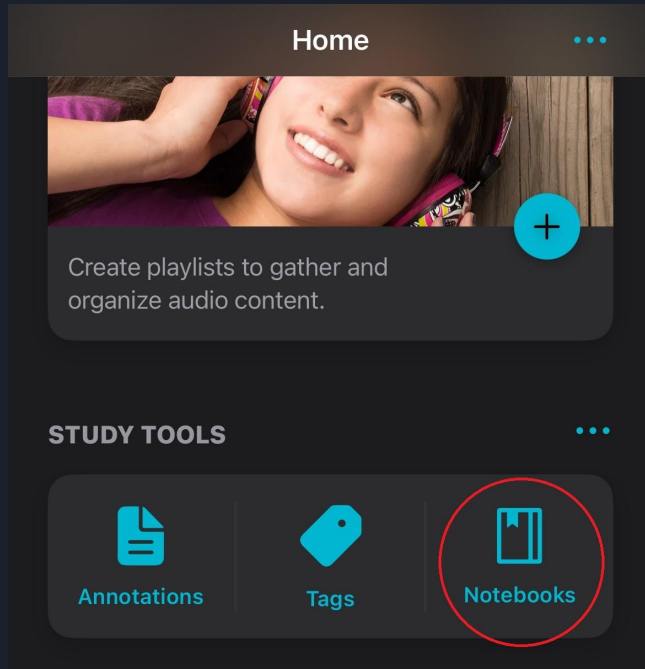 Home
Create playlists to gather and
organize audio content.
STUDY TOOLS
Annotations
Tags
Notebooks